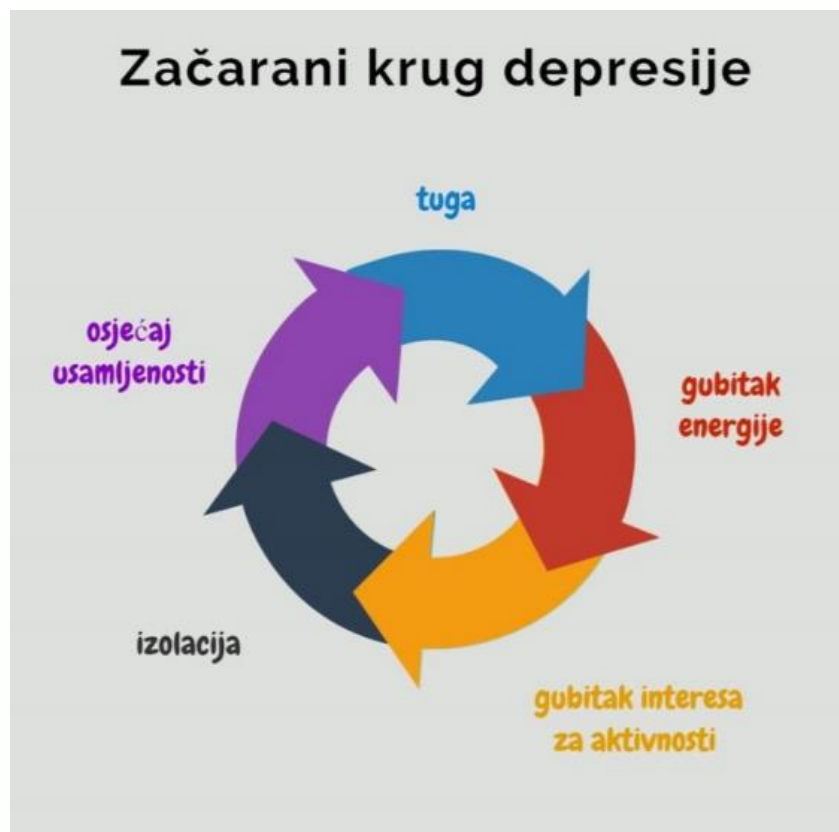 Začarani krug depresije
tuga
gubitak
energije
gubitak interesa
za aktivnosti
izolacija
osjećaj
usamljenosti